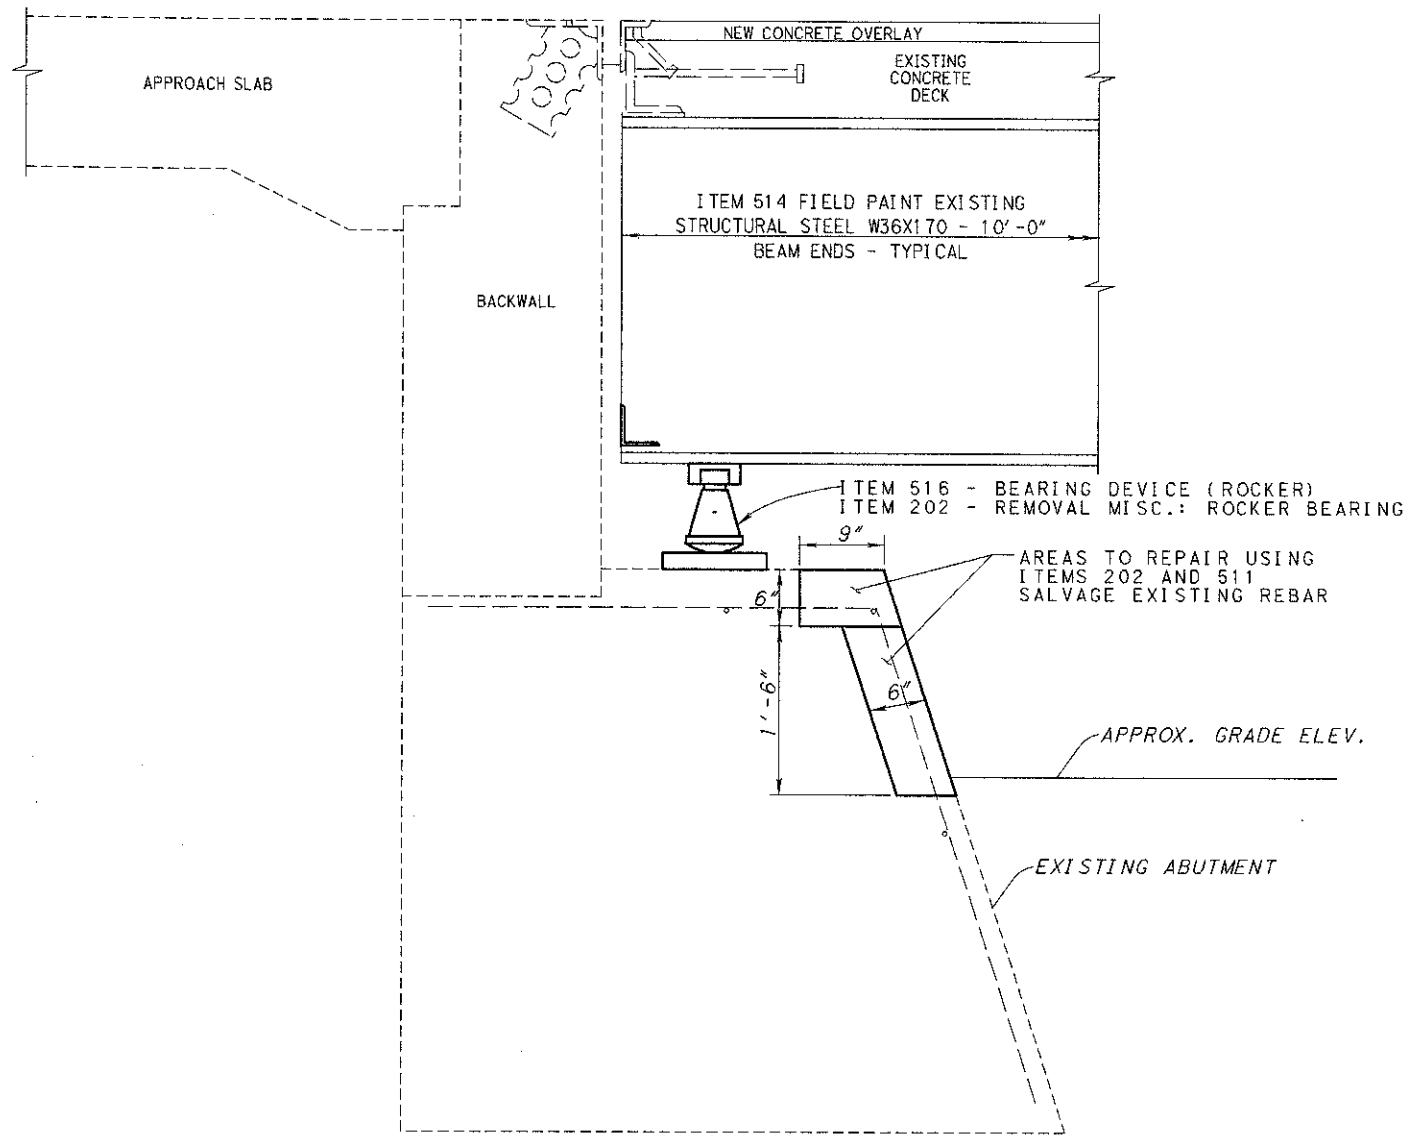 NEW CONCRETE OVERLAY
APPROACH SLAB
EXISTING
CONCRETE
DECK
ITEM 514 FIELD PAINT EXISTING
STRUCTURAL STEEL W36X170 - 10'-0"
BEAM ENDS - TYPICAL
BACKWALL
ITEM 516 - BEARING DEVICE (ROCKER)
ITEM 202 - REMOVAL MISC.: ROCKER BEARING
9"
AREAS TO REPAIR USING
ITEMS 202 AND 511
SALVAGE EXISTING REBAR
6"
1'-6"
6"
APPROX. GRADE ELEV.
EXISTING ABUTMENT